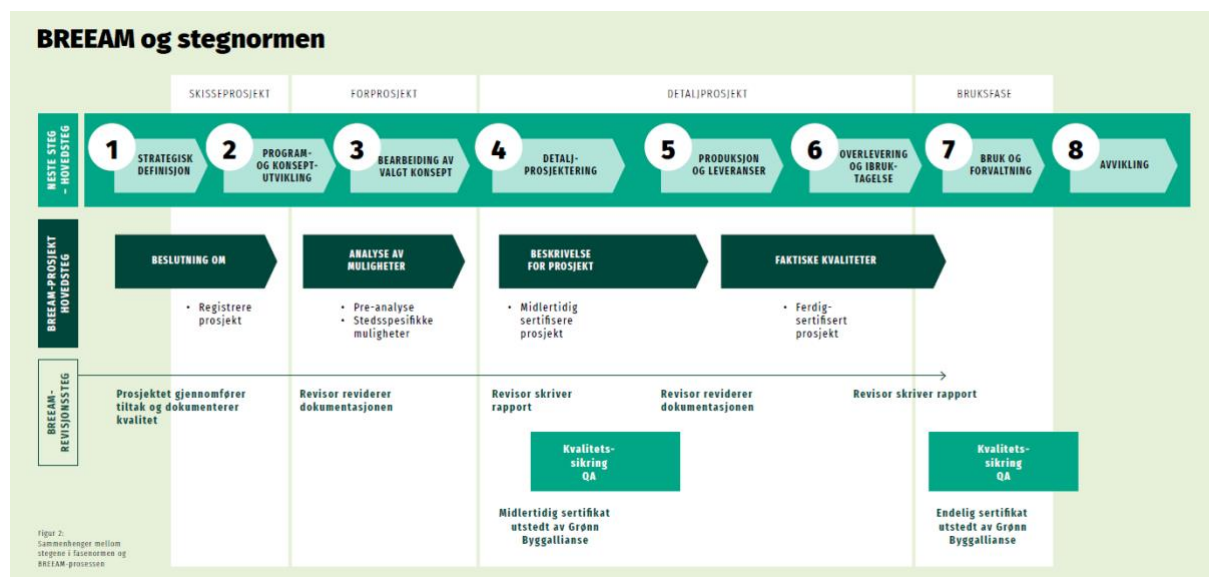 BREEAM og stegnormen
SKISSEPROSJEKT
FORPROSJEKT
DETALJPROSJEKT
BRUKSFASE
NESTE STEG
– HOVEDSTEG
1
STRATEGISK
DEFINISJON
2
PROGRAM-
OG KONSEPT-
UTVIKLING
3
BEARBEIDING AV
VALGT KONSEPT
4
DETALJ-
PROSJEKTERING
5
PRODUKSJON
OG LEVERANSER
6
OVERLEVERING
OG IBRUK-
TAGELSE
7
BRUK OG
FORVALTNING
8
AVVIKLING
BREEAM-PROSJEKT
HOVEDSTEG
BESLUTNING OM
ANALYSE AV
MULIGHETER
BESKRIVELSE
FOR PROSJEKT
FAKTISKE KVALITETER
• Registrere
prosjekt
• Pre-analyse
• Stedsspesifikke
muligheter
• Midlertidig
sertifisere
prosjekt
• Ferdig-
sertifisert
prosjekt
BREEAM-
REVISJONSSTEG
Prosjektet gjennomfører
tiltak og dokumenterer
kvalitet
Revisor reviderer
dokumentasjonen
Revisor skriver
rapport
Revisor reviderer
dokumentasjonen
Revisor skriver rapport
Kvalitets-
sikring
QA
Kvalitets-
sikring
QA
Midlertidig sertifikat
utstedt av Grønn
Byggallianse
Endelig sertifikat
utstedt av Grønn
Byggallianse
Figur 2:
Sammenhenger mellom
stegene i fasenormen og
BREEAM-prosessen